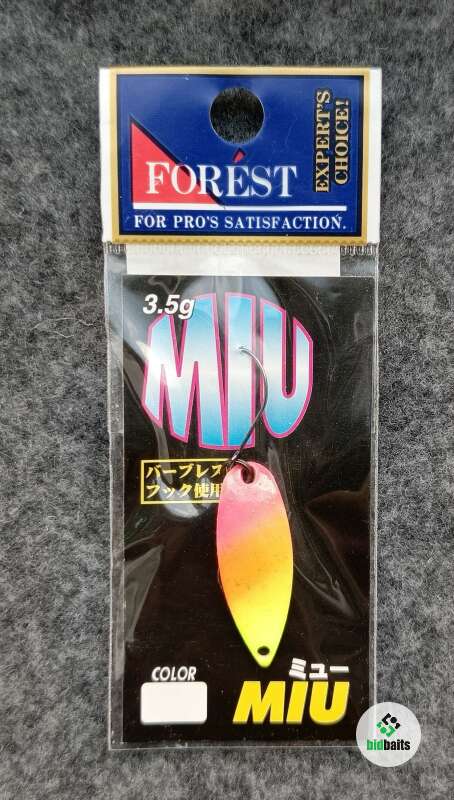 FORÉST
EXPERT'S
CHOICE!
FOR PRO'S SATISFACTION.
3.5g
MIU
バーブレス
フック使用
COLOR
ミュー
MIU
bidbaits